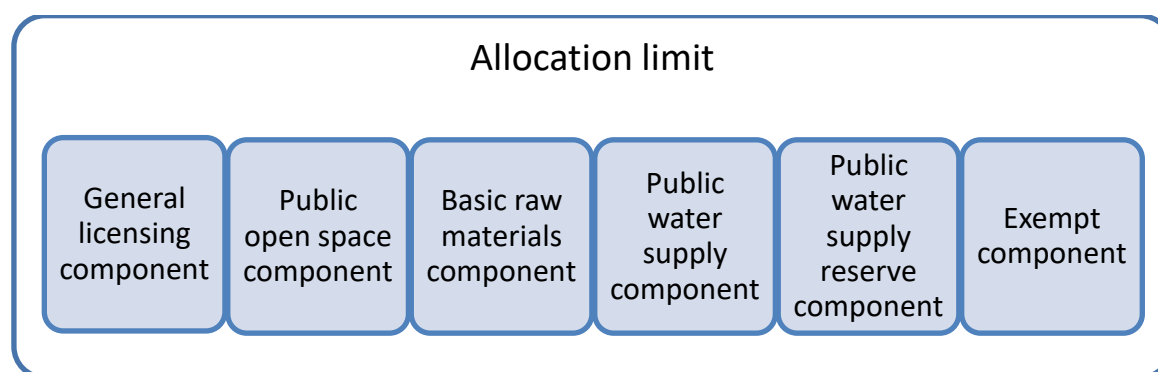 Allocation limit
General
licensing
component
Public
open space
component
Basic raw
materials
component
Public
water
supply
component
Public
water
supply
reserve
component
Exempt
component